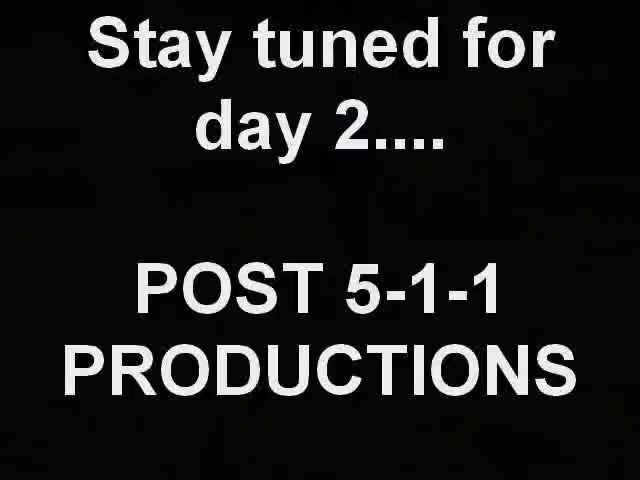 Stay tuned for
day 2....
POST 5-1-1
PRODUCTIONS